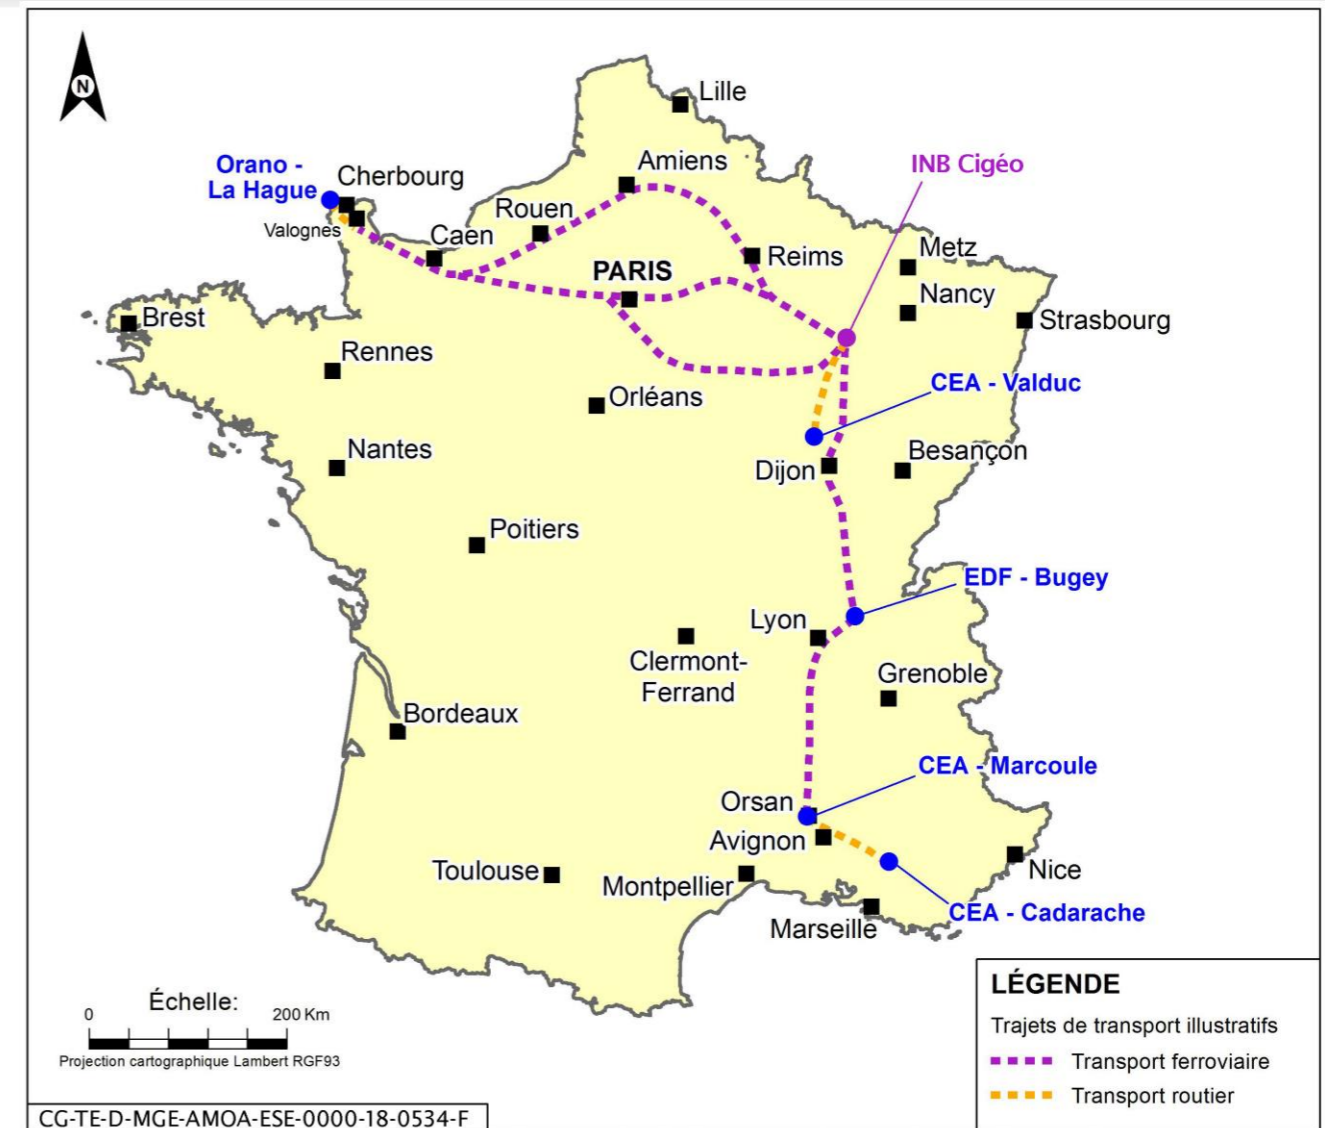 N
Lille
Amiens
INB Cigéo
Orano -
La Hague
Cherbourg
Valognes
Rouen
Caen
Reims
Metz
PARIS
Nancy
Brest
Strasbourg
Rennes
CEA - Valduc
Orléans
Nantes
Besançon
Dijon
Poitiers
EDF - Bugey
Lyon
Clermont-
Ferrand
Grenoble
Bordeaux
CEA - Marcoule
Orsan
Avignon
Toulouse
Montpellier
Nice
CEA - Cadarache
Marseille
Échelle:
0 200 Km
Projection cartographique Lambert RGF93
LÉGENDE
Trajets de transport illustratifs
Transport ferroviaire
Transport routier
CG-TE-D-MGE-AMOA-ESE-0000-18-0534-F